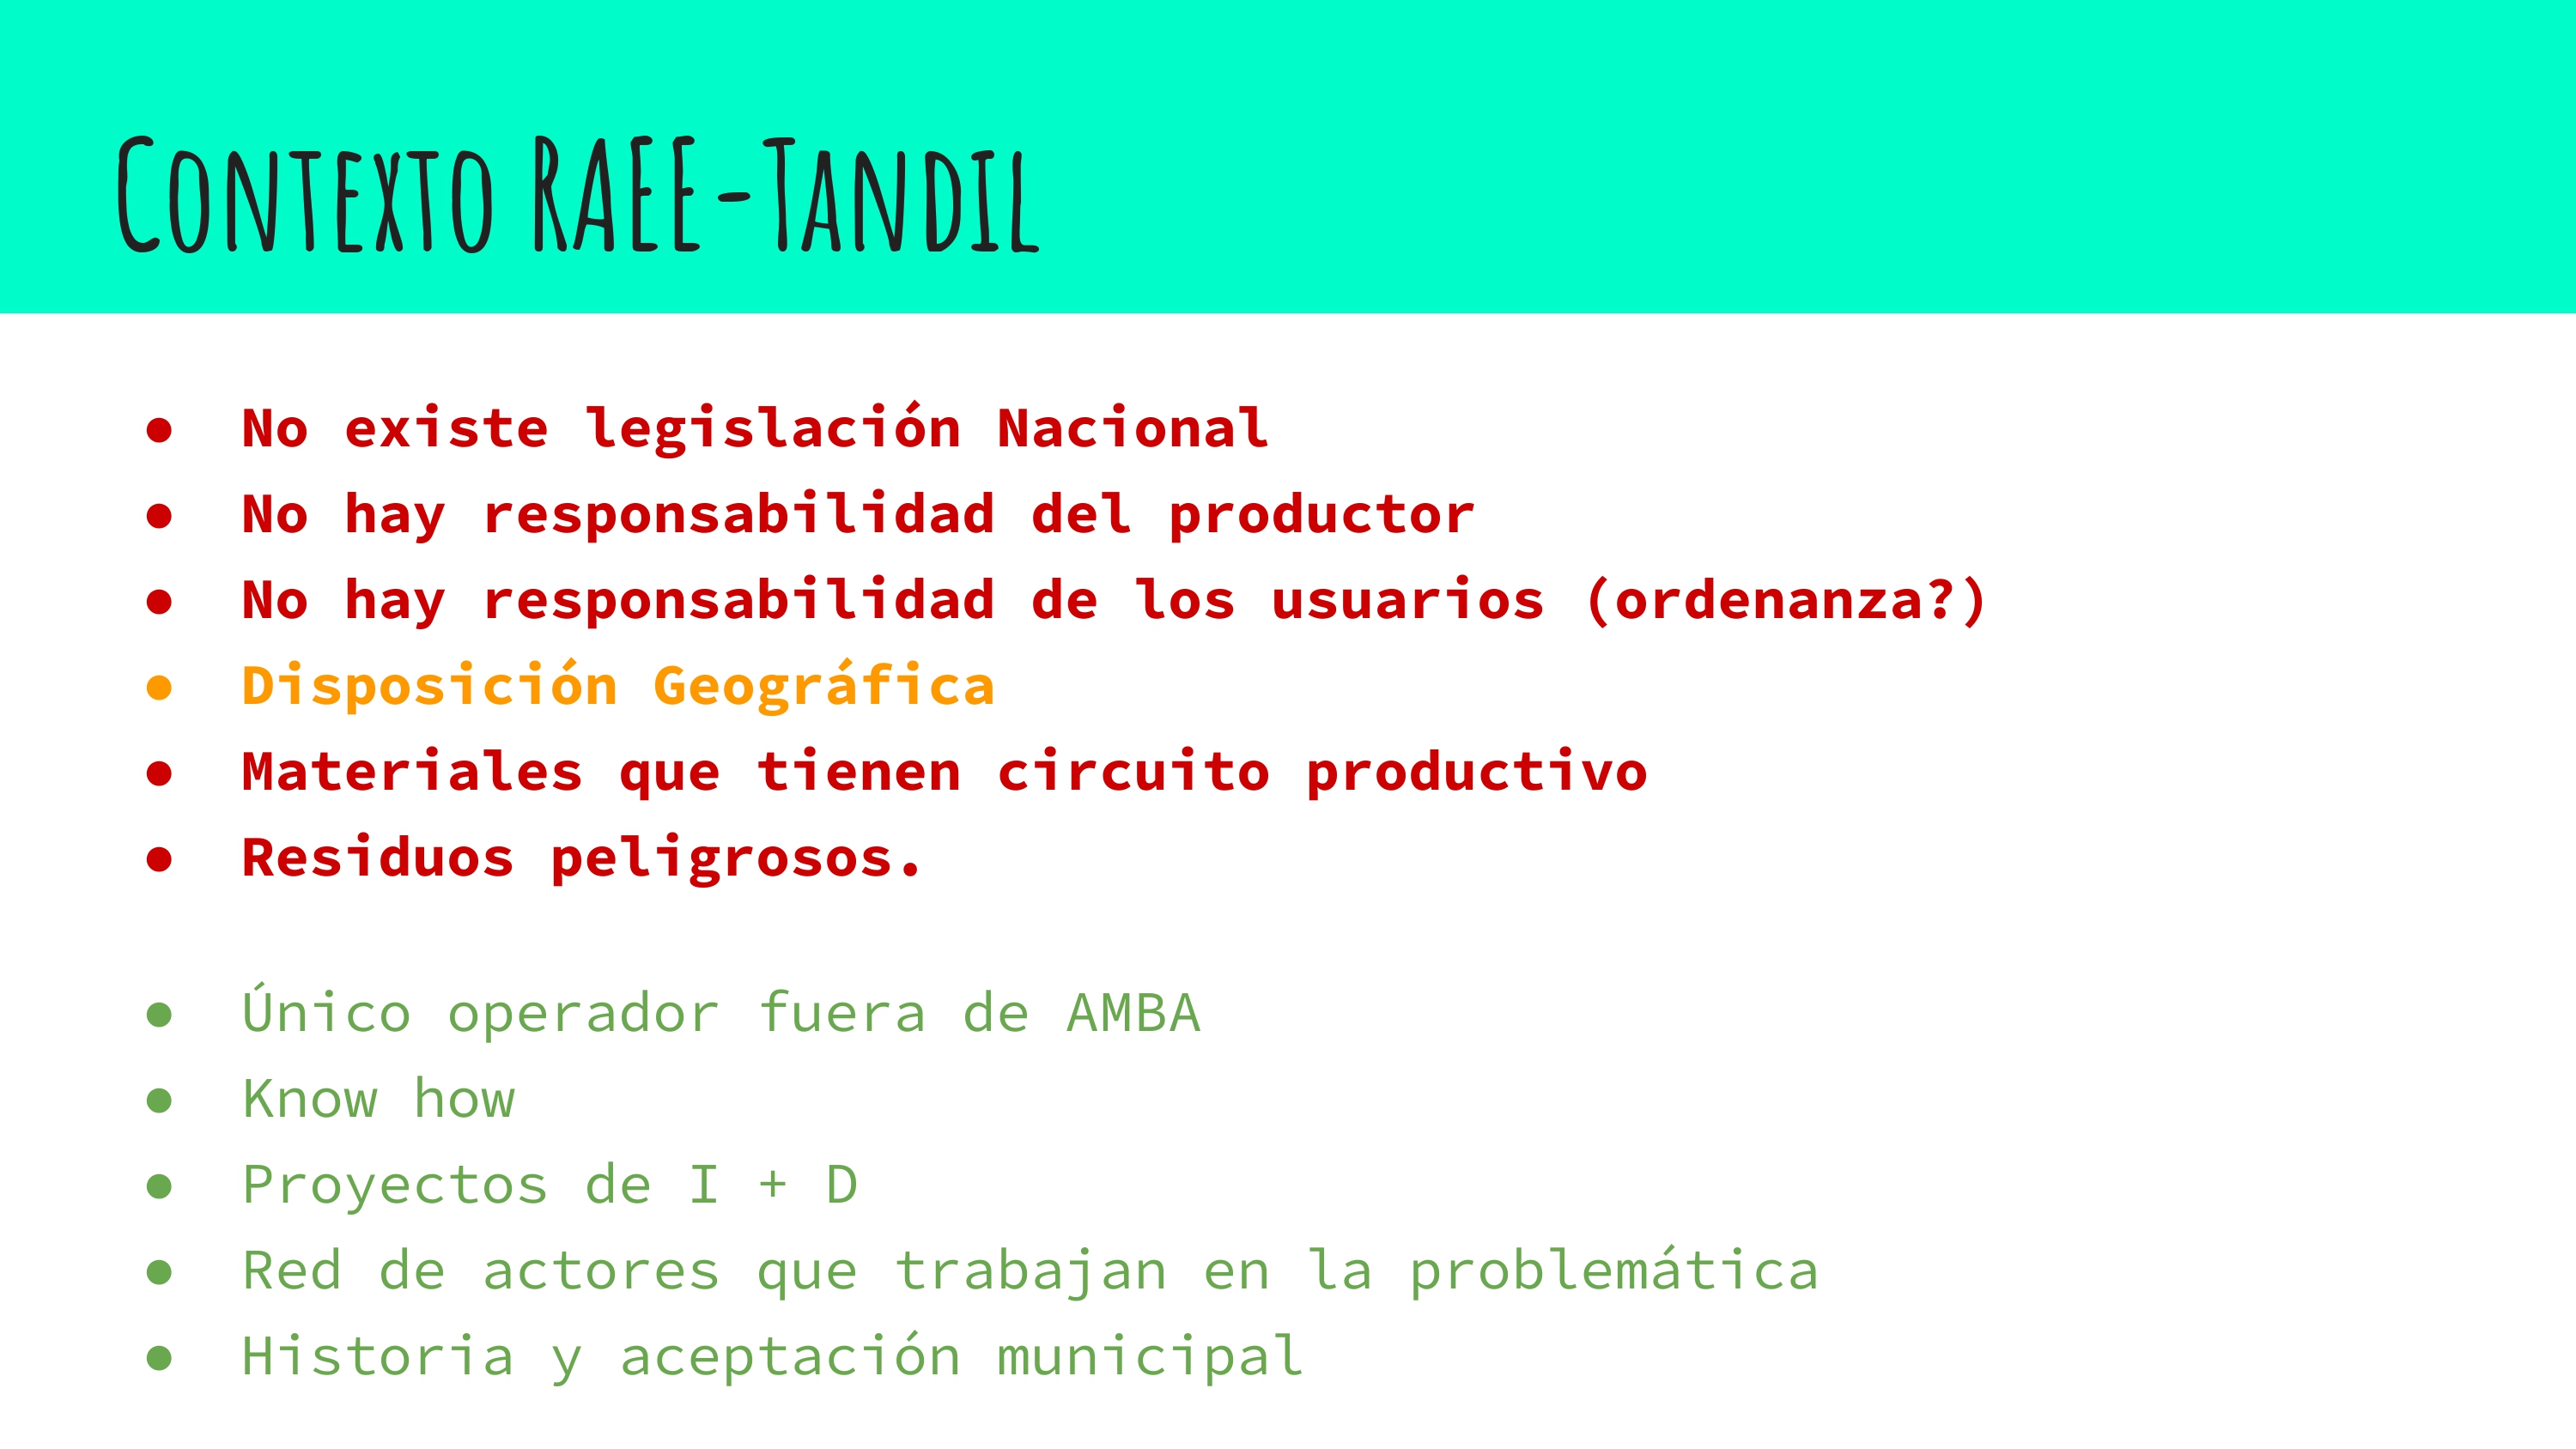 Contexto RAEE-Tandil
● No existe legislación Nacional
● No hay responsabilidad del productor
● No hay responsabilidad de los usuarios (ordenanza?)
● Disposición Geográfica
● Materiales que tienen circuito productivo
● Residuos peligrosos.
● Único operador fuera de AMBA
● Know how
● Proyectos de I + D
● Red de actores que trabajan en la problemática
● Historia y aceptación municipal